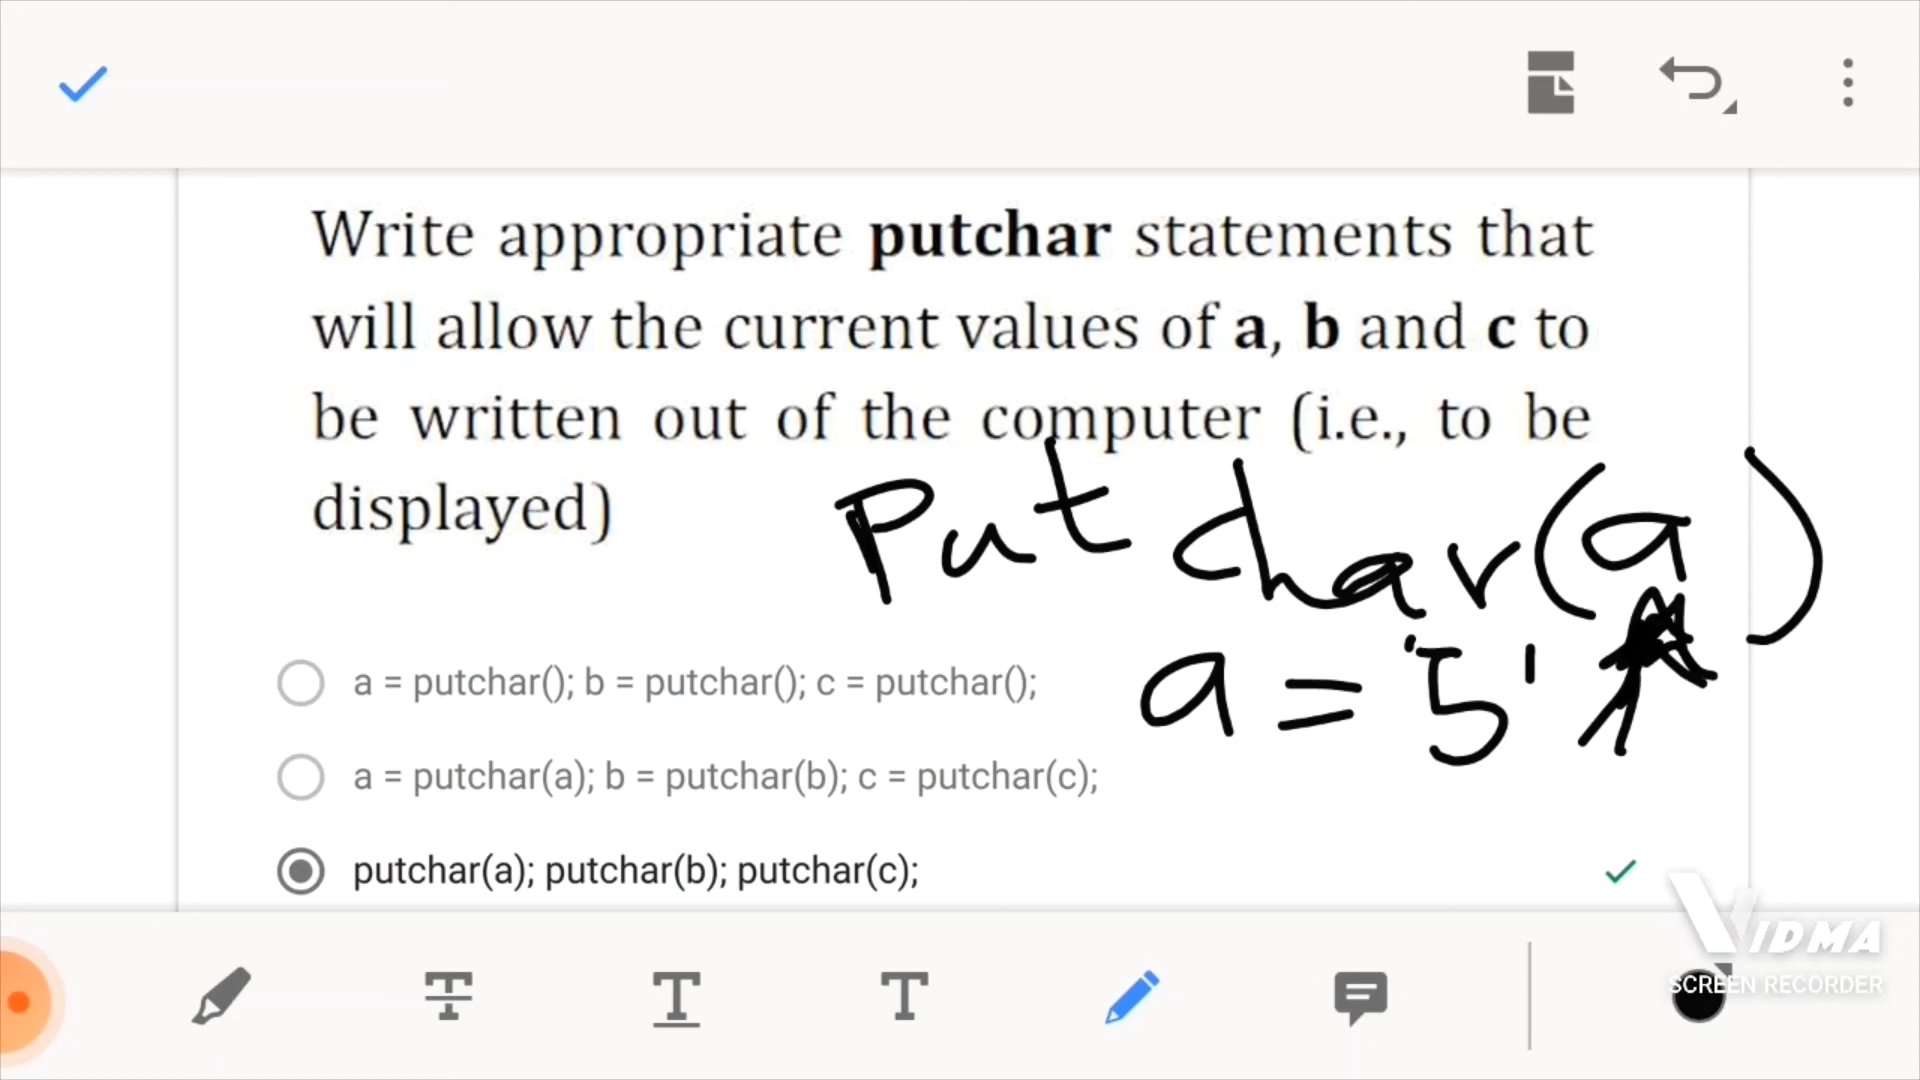 Write appropriate putchar statements that
will allow the current values of a, b and c to
be written out of the computer (i.e., to be
displayed)
Putchar(a)
a = '5'
a = putchar(); b = putchar(); c = putchar();
a = putchar(a); b = putchar(b); c = putchar(c);
putchar(a); putchar(b); putchar(c);
VIDMA
SCREEN RECORDER
T
T
T